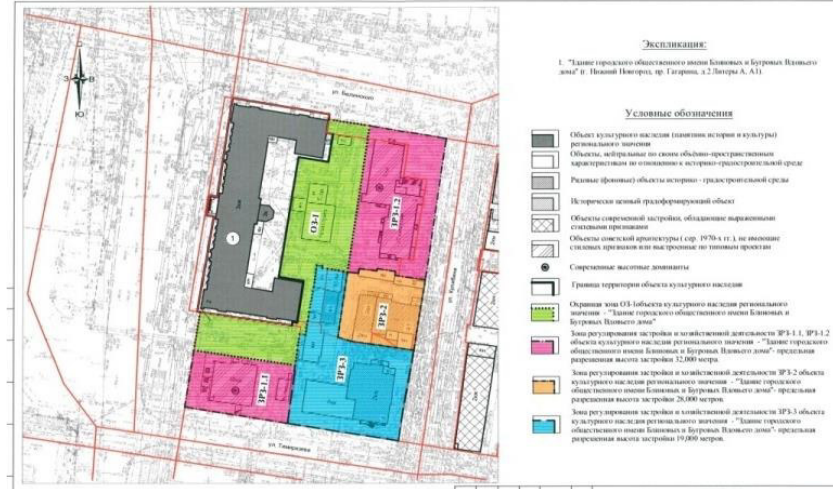 С
З
В
Ю
ул. Белинского
ОЗ-1
ЗРЗ-1.2
1
ЗРЗ-2
ЗРЗ-3
ЗРЗ-1.1
ул. Тимирязева
Экспликация:
1. "Здание городского общественного имени Блиновых и Бугровых Вдовьего
дома" (г. Нижний Новгород, пр. Гагарина, д.2 Литеры А, А1).
Условные обозначения
Объект культурного наследия (памятник истории и культуры)
регионального значения
Объекты, нейтральные по своим объёмно-пространственным
характеристикам по отношению к историко-градостроительной среде
Рядовые (фоновые) объекты историко - градостроительной среды
Исторически ценный градоформирующий объект
Объекты современной застройки, обладающие выраженными
стилевыми признаками
Объекты советской архитектуры ( сер. 1970-х гг.), не имеющие
стилевых признаков или выстроенные по типовым проектам
Современные высотные доминанты
Граница территории объекта культурного наследия
Охранная зона ОЗ-1объекта культурного наследия регионального
значения - "Здание городского общественного имени Блиновых и
Бугровых Вдовьего дома"
Зона регулирования застройки и хозяйственной деятельности ЗРЗ-1.1, ЗРЗ-1.2
объекта культурного наследия регионального значения - "Здание городского
общественного имени Блиновых и Бугровых Вдовьего дома"- предельная
разрешенная высота застройки 32,000 метра.
Зона регулирования застройки и хозяйственной деятельности ЗРЗ-2 объекта
культурного наследия регионального значения - "Здание городского
общественного имени Блиновых и Бугровых Вдовьего дома"- предельная
разрешенная высота застройки 28,000 метров.
Зона регулирования застройки и хозяйственной деятельности ЗРЗ-3 объекта
культурного наследия регионального значения - "Здание городского
общественного имени Блиновых и Бугровых Вдовьего дома"- предельная
разрешенная высота застройки 19,000 метров.